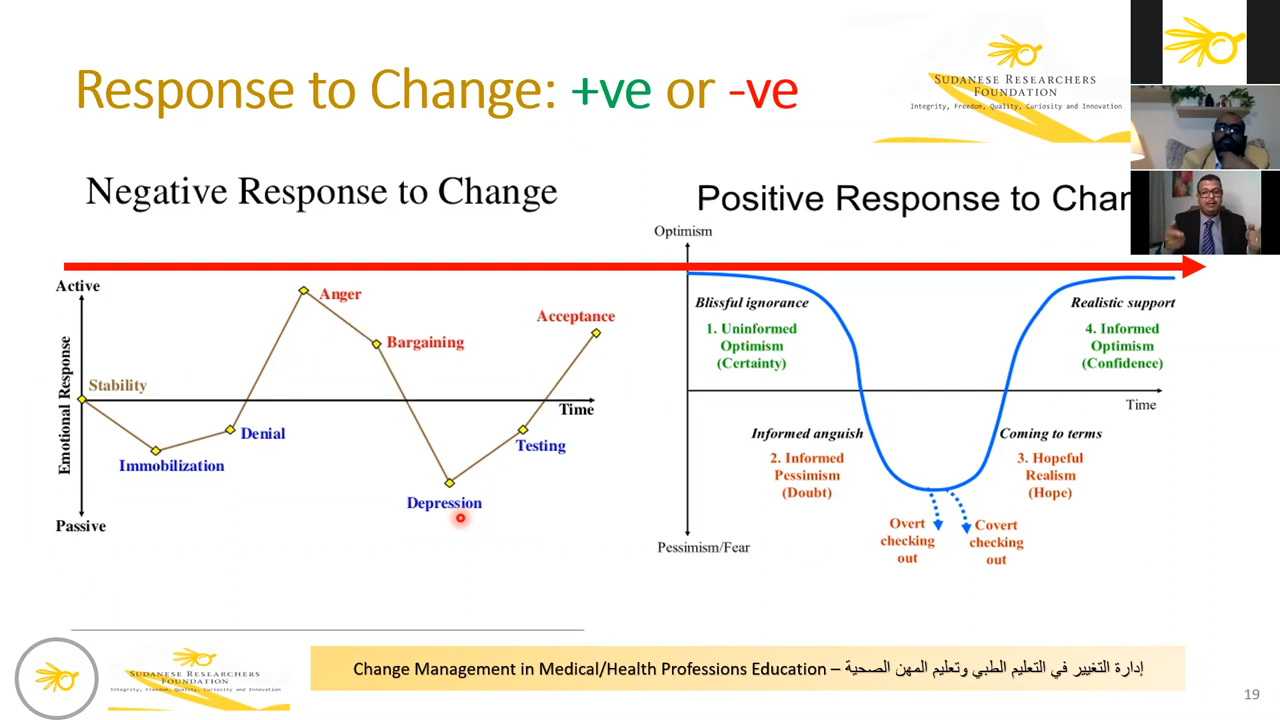 Response to Change: +ve or -ve
SUDANESE RESEARCHERS
FOUNDATION
Integrity, Freedom, Quality, Curiosity and Innovation
Negative Response to Change
Active
Emotional Response
Passive
Stability
Immobilization
Denial
Anger
Bargaining
Depression
Testing
Acceptance
Time
Positive Response to Char
Optimism
Blissful ignorance
1. Uninformed
Optimism
(Certainty)
Informed anguish
2. Informed
Pessimism
(Doubt)
Overt
checking
out
Covert
checking
out
Coming to terms
3. Hopeful
Realism
(Hope)
Realistic support
4. Informed
Optimism
(Confidence)
Time
Pessimism/Fear
SUDANESE RESEARCHERS
FOUNDATION
Integrity, Freedom, Quality, Curiosity and Innovation
Change Management in Medical/Health Professions Education – إدارة التغيير في التعليم الطبي وتعليم المهن الصحية
19